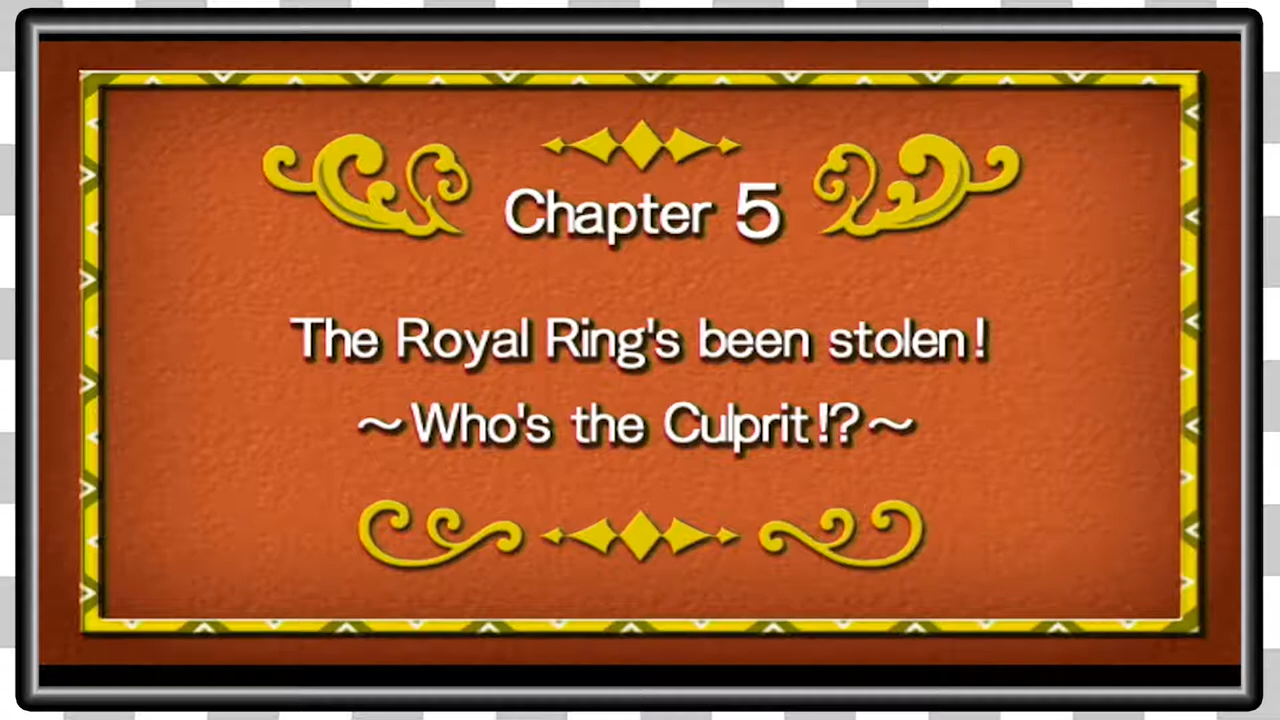 Chapter 5
The Royal Ring's been stolen!
～Who's the Culprit!?～